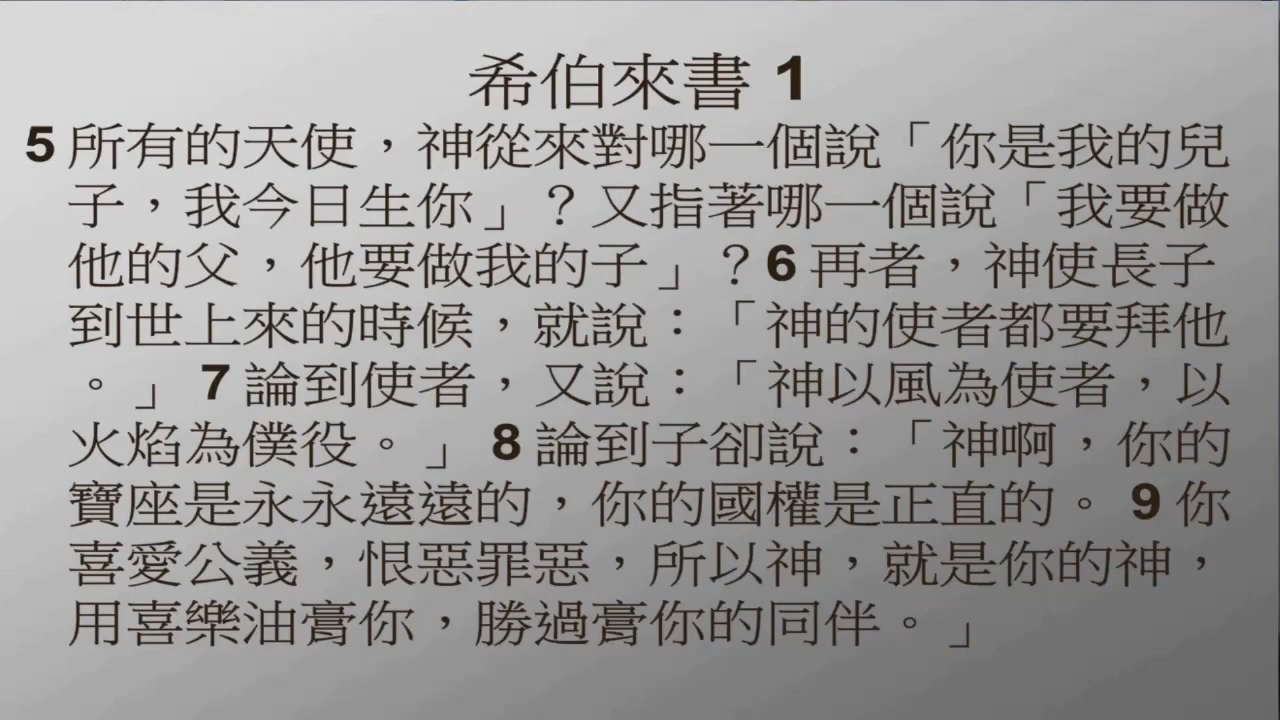 希伯來書 1
5 所有的天使，神從來對哪一個說「你是我的兒
子，我今日生你」？又指著哪一個說「我要做
他的父，他要做我的子」？6 再者，神使長子
到世上來的時候，就說：「神的使者都要拜他
。」 7 論到使者，又說：「神以風為使者，以
火焰為僕役。」 8 論到子卻說：「神啊，你的
寶座是永永遠遠的，你的國權是正直的。 9 你
喜愛公義，恨惡罪惡，所以神，就是你的神，
用喜樂油膏你，勝過膏你的同伴。」